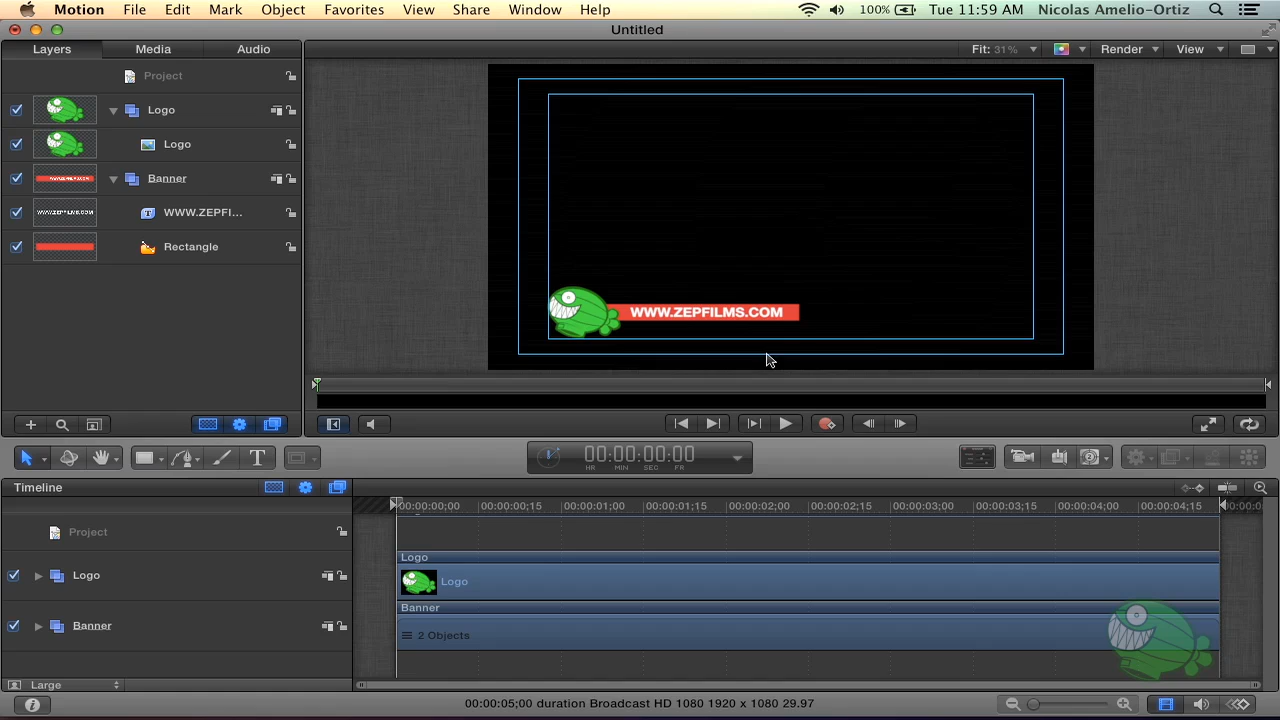 Motion File Edit Mark Object Favorites View Share Window Help 100% Tue 11:59 AM Nicolas Amelio-Ortiz
Untitled
Layers Media Audio Fit: 31% Render View
Project
Logo
Logo
Banner
WWW.ZEPFI...
Rectangle
WWW.ZEPFILMS.COM
00:00:00:00
HR MIN SEC FR
Timeline
00:00:00;00 00:00:00;15 00:00:01;00 00:00:01;15 00:00:02;00 00:00:02;15 00:00:03;00 00:00:03;15 00:00:04;00 00:00:04;15
Project
Logo
Logo
Logo
Banner
Banner
2 Objects
Large
00:00:05;00 duration Broadcast HD 1080 1920 x 1080 29.97